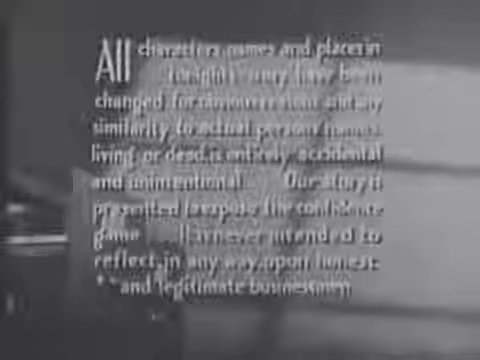 All characters, names and places in
tonight's story have been
changed for obvious reasons and any
similarity to actual persons, names,
living or dead, is entirely accidental
and unintentional. Our story is
presented to expose the confidence
game. It is never intended to
reflect, in any way, upon honest
and legitimate businessmen